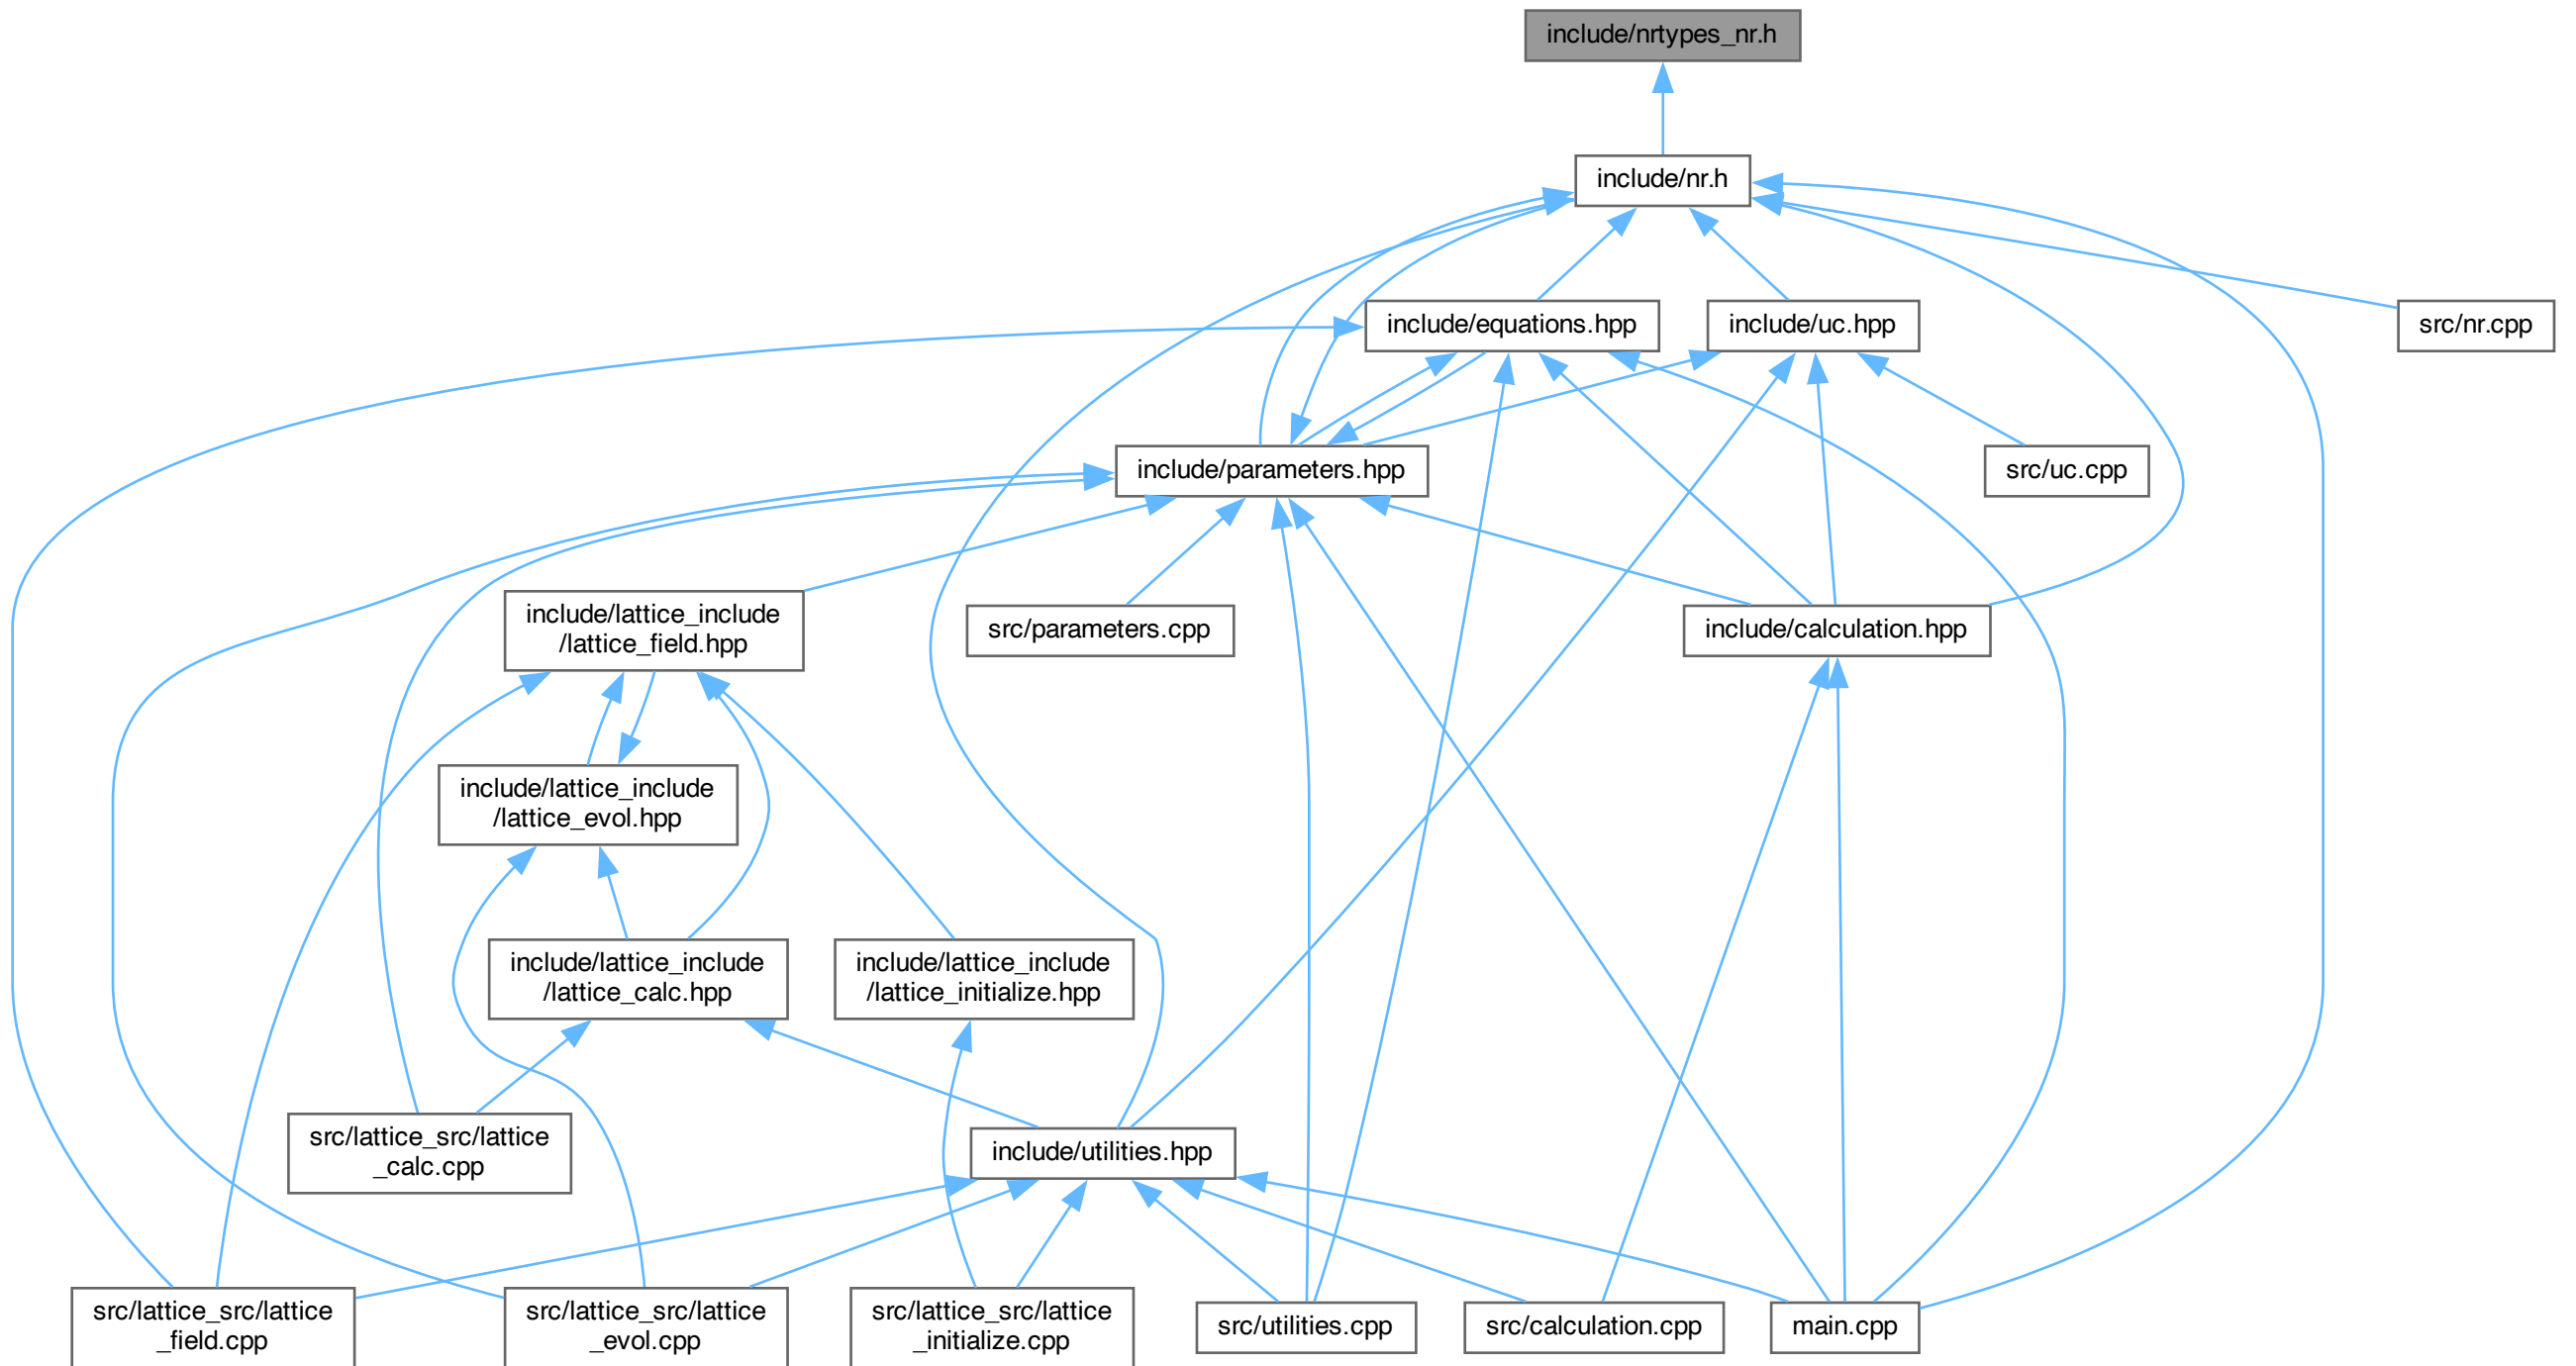 include/nrtypes_nr.h
include/nr.h
include/equations.hpp
include/uc.hpp
src/nr.cpp
include/parameters.hpp
src/uc.cpp
include/lattice_include
/lattice_field.hpp
src/parameters.cpp
include/calculation.hpp
include/lattice_include
/lattice_evol.hpp
include/lattice_include
/lattice_calc.hpp
include/lattice_include
/lattice_initialize.hpp
src/lattice_src/lattice
_calc.cpp
include/utilities.hpp
src/lattice_src/lattice
_field.cpp
src/lattice_src/lattice
_evol.cpp
src/lattice_src/lattice
_initialize.cpp
src/utilities.cpp
src/calculation.cpp
main.cpp